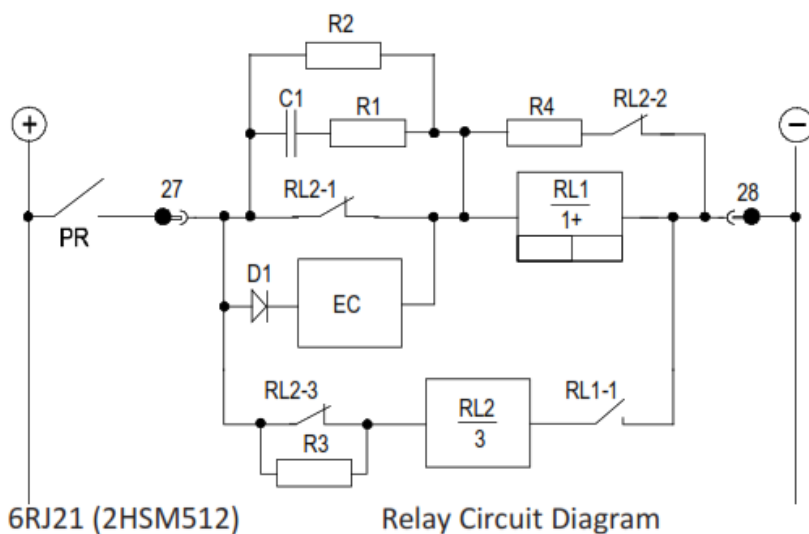 R2
C1
R1
R4
RL2-2
+
−
27
RL2-1
RL1
1+
28
PR
D1
EC
RL2-3
RL2
3
RL1-1
R3
6RJ21 (2HSM512)
Relay Circuit Diagram